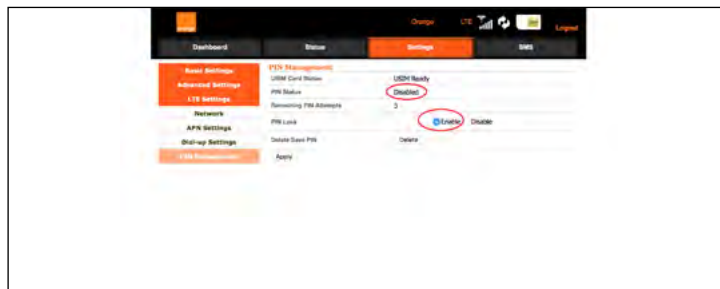 orange
Orange LTE Logout
Dashboard Status Settings SMS
Basic Settings
Advanced Settings
LTE Settings
Network
APN Settings
Dial-up Settings
PIN Management
PIN Management
USIM Card Status USIM Ready
PIN Status Disabled
Remaining PIN Attempts 3
PIN Lock Enable Disable
Delete Save PIN Delete
Apply